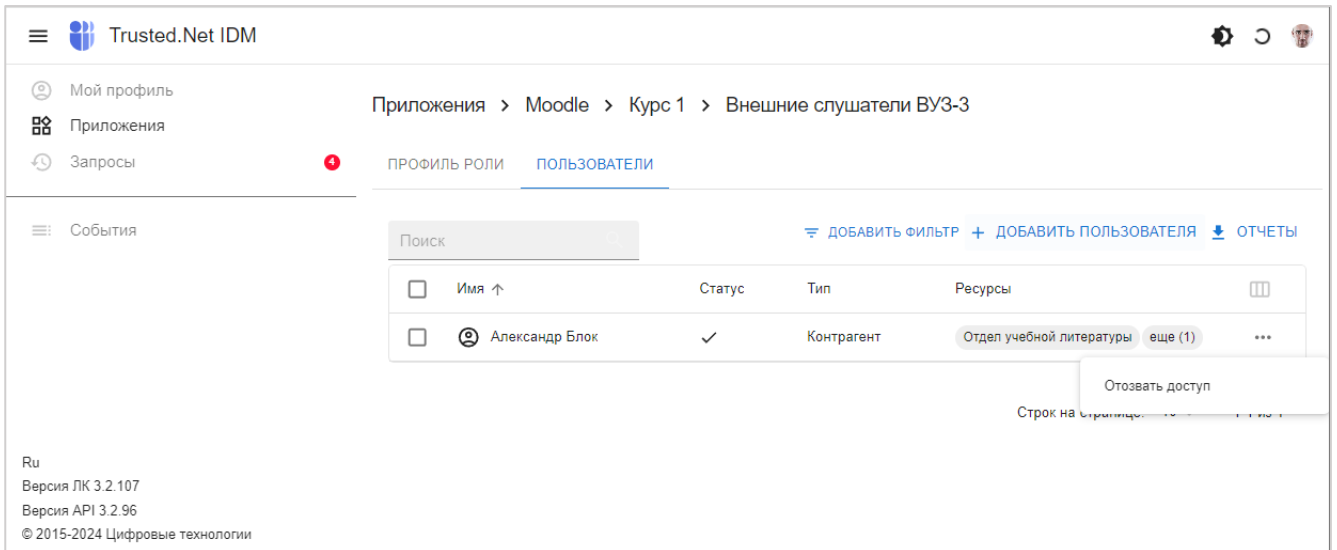 Trusted.Net IDM
Мой профиль
Приложения
Запросы 4
События
Приложения > Moodle > Курс 1 > Внешние слушатели ВУЗ-3
ПРОФИЛЬ РОЛИ ПОЛЬЗОВАТЕЛИ
Поиск ДОБАВИТЬ ФИЛЬТР + ДОБАВИТЬ ПОЛЬЗОВАТЕЛЯ ОТЧЕТЫ
Имя ↑ Статус Тип Ресурсы
Александр Блок ✓ Контрагент Отдел учебной литературы еще (1) •••
Отозвать доступ
Строк на странице:
Ru
Версия ЛК 3.2.107
Версия API 3.2.96
© 2015-2024 Цифровые технологии